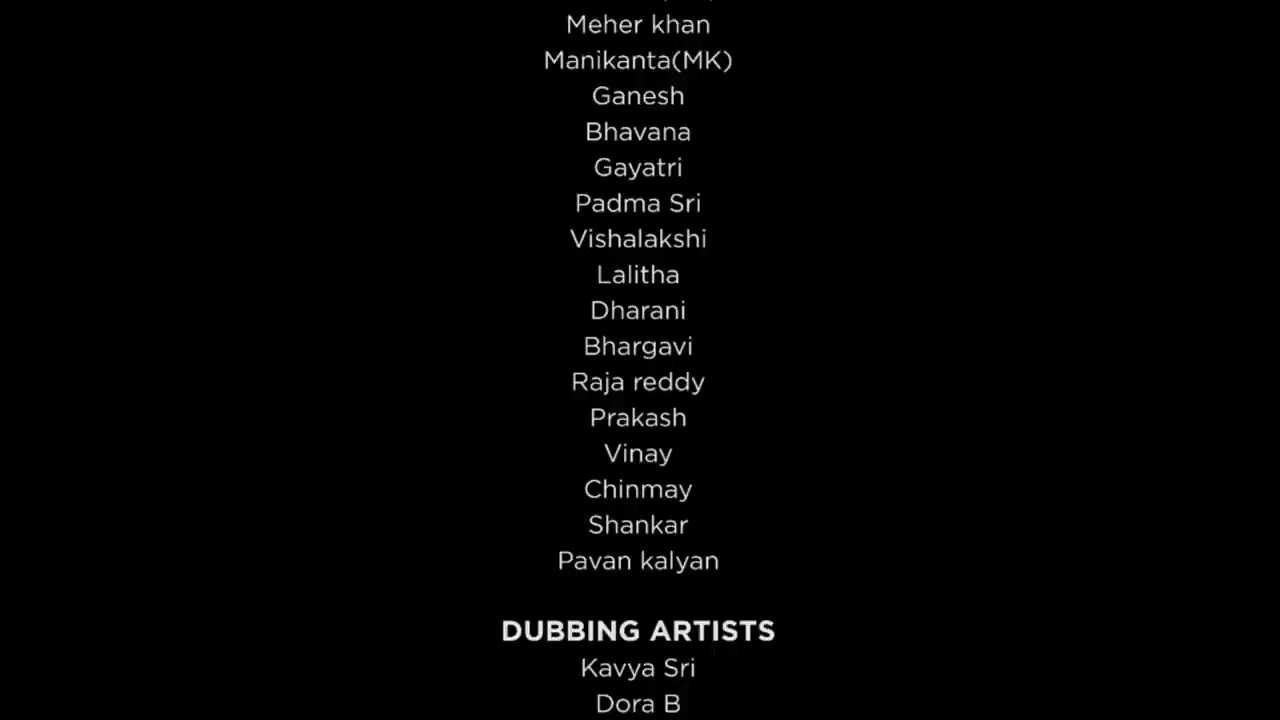 Meher khan
Manikanta(MK)
Ganesh
Bhavana
Gayatri
Padma Sri
Vishalakshi
Lalitha
Dharani
Bhargavi
Raja reddy
Prakash
Vinay
Chinmay
Shankar
Pavan kalyan
DUBBING ARTISTS
Kavya Sri
Dora B